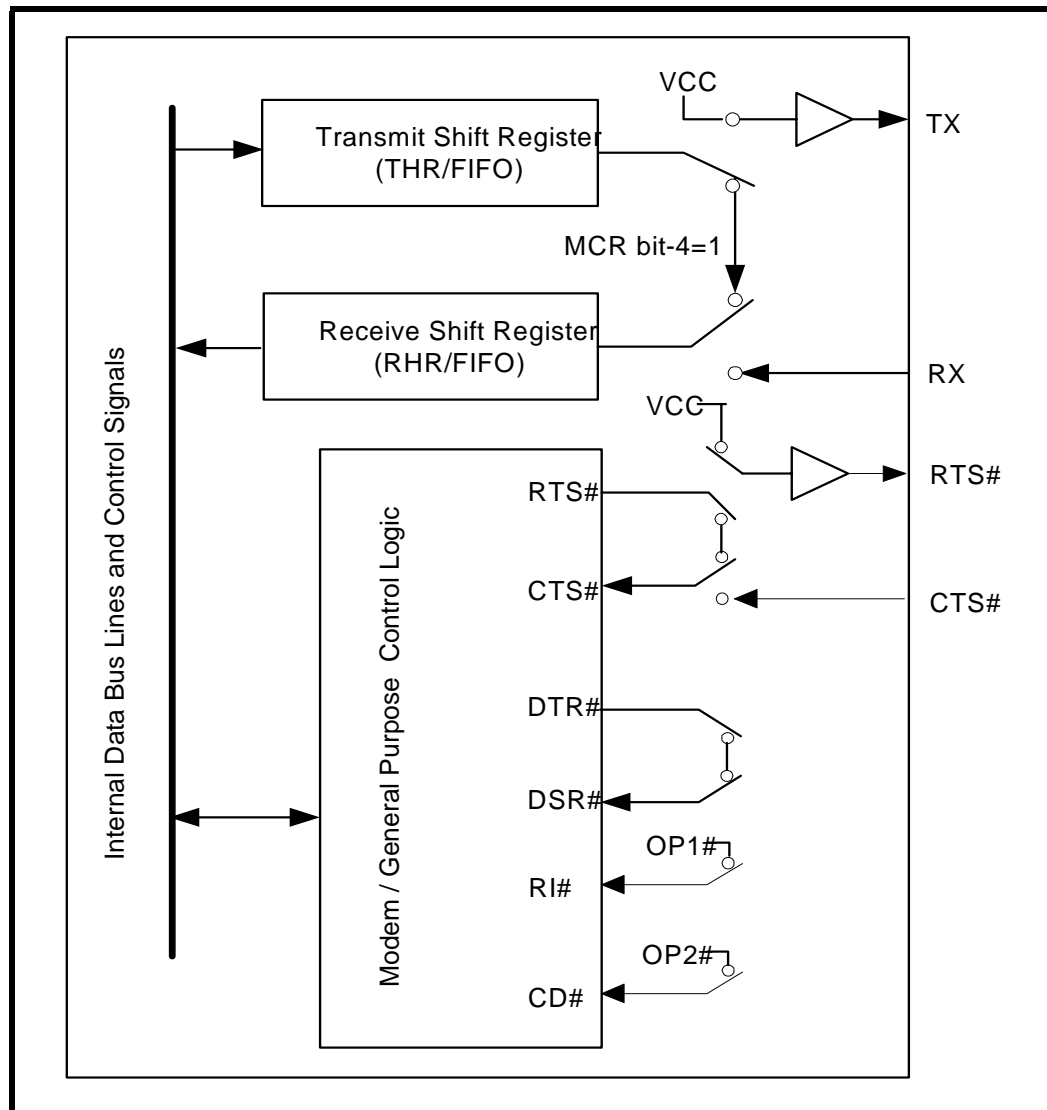 VCC
TX
Transmit Shift Register
(THR/FIFO)
MCR bit-4=1
Receive Shift Register
(RHR/FIFO)
RX
VCC
RTS#
RTS#
CTS#
CTS#
Internal Data Bus Lines and Control Signals
Modem / General Purpose Control Logic
DTR#
DSR#
OP1#
RI#
OP2#
CD#